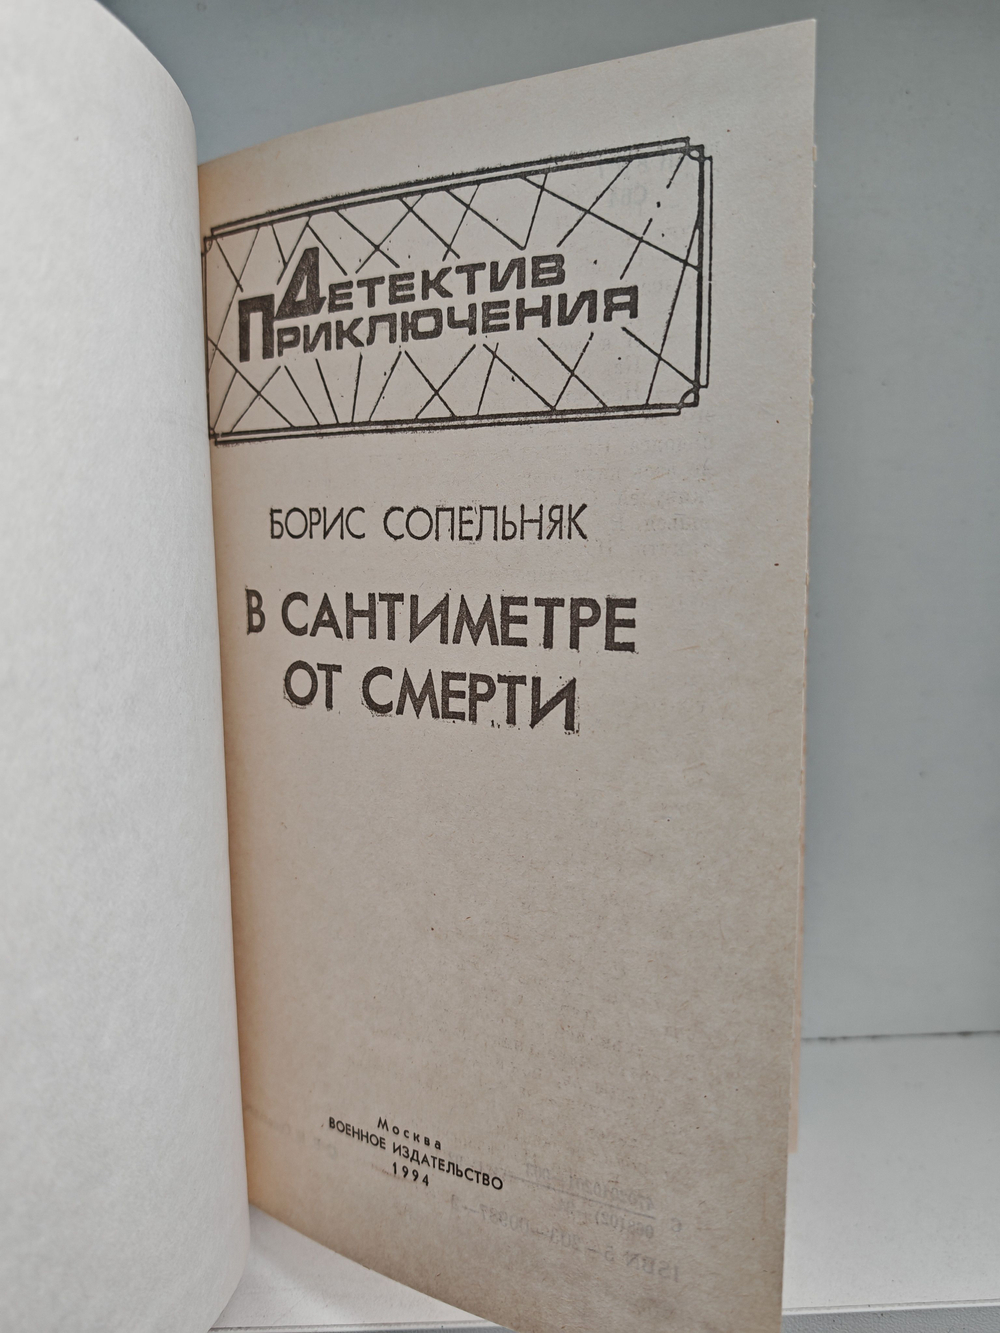 ДЕТЕКТИВ
ПРИКЛЮЧЕНИЯ
БОРИС СОПЕЛЬНЯК
В САНТИМЕТРЕ
ОТ СМЕРТИ
Москва
ВОЕННОЕ ИЗДАТЕЛЬСТВО
1994